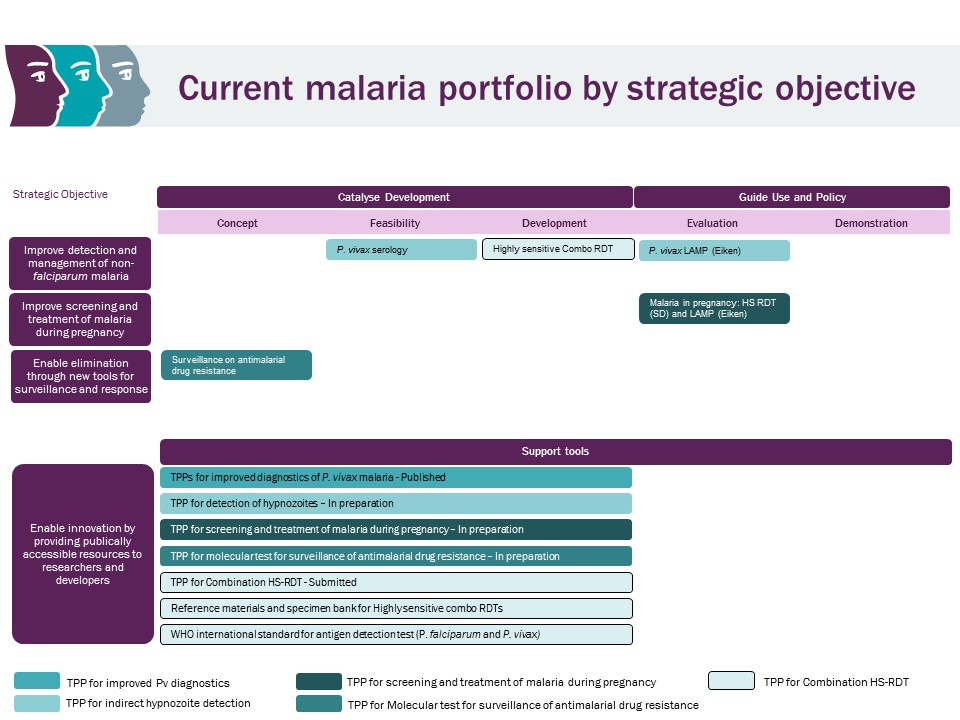 Current malaria portfolio by strategic objective
Strategic Objective
Catalyse Development
Guide Use and Policy
Concept
Feasibility
Development
Evaluation
Demonstration
Improve detection and
management of non-
falciparum malaria
P. vivax serology
Highly sensitive Combo RDT
P. vivax LAMP (Eiken)
Improve screening and
treatment of malaria
during pregnancy
Malaria in pregnancy: HS RDT
(SD) and LAMP (Eiken)
Enable elimination
through new tools for
surveillance and response
Surveillance on antimalarial
drug resistance
Support tools
Enable innovation by
providing publically
accessible resources to
researchers and
developers
TPPs for improved diagnostics of P. vivax malaria - Published
TPP for detection of hypnozoites – In preparation
TPP for screening and treatment of malaria during pregnancy – In preparation
TPP for molecular test for surveillance of antimalarial drug resistance – In preparation
TPP for Combination HS-RDT - Submitted
Reference materials and specimen bank for Highly sensitive combo RDTs
WHO international standard for antigen detection test (P. falciparum and P. vivax)
TPP for improved Pv diagnostics
TPP for screening and treatment of malaria during pregnancy
TPP for Combination HS-RDT
TPP for indirect hypnozoite detection
TPP for Molecular test for surveillance of antimalarial drug resistance